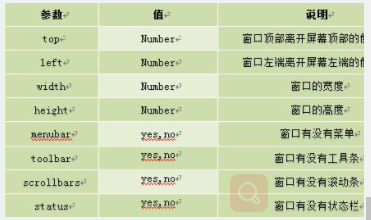 参数 值 说明
top Number 窗口顶部离开屏幕顶部的
left Number 窗口左端离开屏幕左端的
width Number 窗口的宽度
height Number 窗口的高度
menubar yes,no 窗口有没有菜单
toolbar yes,no 窗口有没有工具条
scrollbars yes,no 窗口有没有滚动条
status yes,no 窗口有没有状态栏